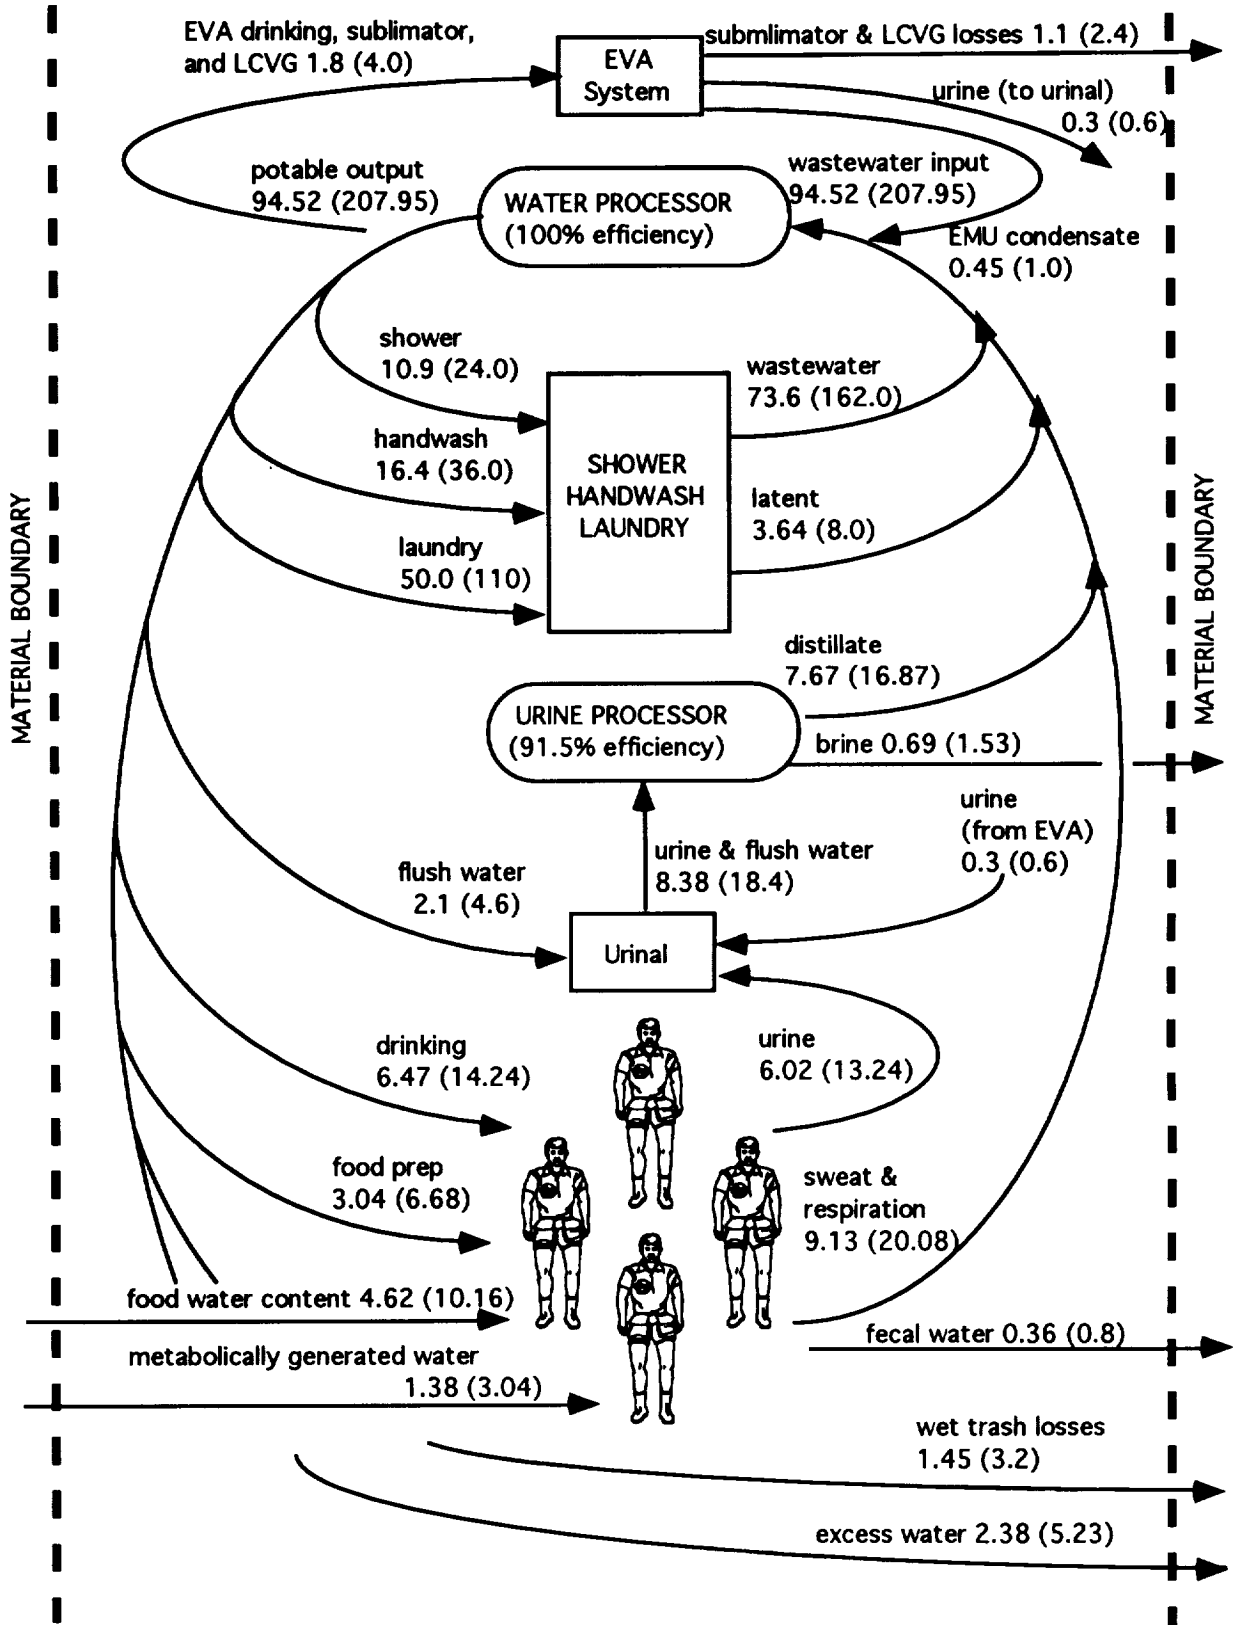 EVA drinking, sublimator,
and LCVG 1.8 (4.0)
EVA
System
submlimator & LCVG losses 1.1 (2.4)
urine (to urinal)
0.3 (0.6)
potable output
94.52 (207.95)
WATER PROCESSOR
(100% efficiency)
wastewater input
94.52 (207.95)
EMU condensate
0.45 (1.0)
shower
10.9 (24.0)
wastewater
73.6 (162.0)
handwash
16.4 (36.0)
SHOWER
HANDWASH
LAUNDRY
latent
3.64 (8.0)
laundry
50.0 (110)
MATERIAL BOUNDARY
MATERIAL BOUNDARY
distillate
7.67 (16.87)
URINE PROCESSOR
(91.5% efficiency)
brine 0.69 (1.53)
urine
(from EVA)
0.3 (0.6)
urine & flush water
8.38 (18.4)
flush water
2.1 (4.6)
Urinal
drinking
6.47 (14.24)
urine
6.02 (13.24)
food prep
3.04 (6.68)
sweat &
respiration
9.13 (20.08)
food water content 4.62 (10.16)
fecal water 0.36 (0.8)
metabolically generated water
1.38 (3.04)
wet trash losses
1.45 (3.2)
excess water 2.38 (5.23)